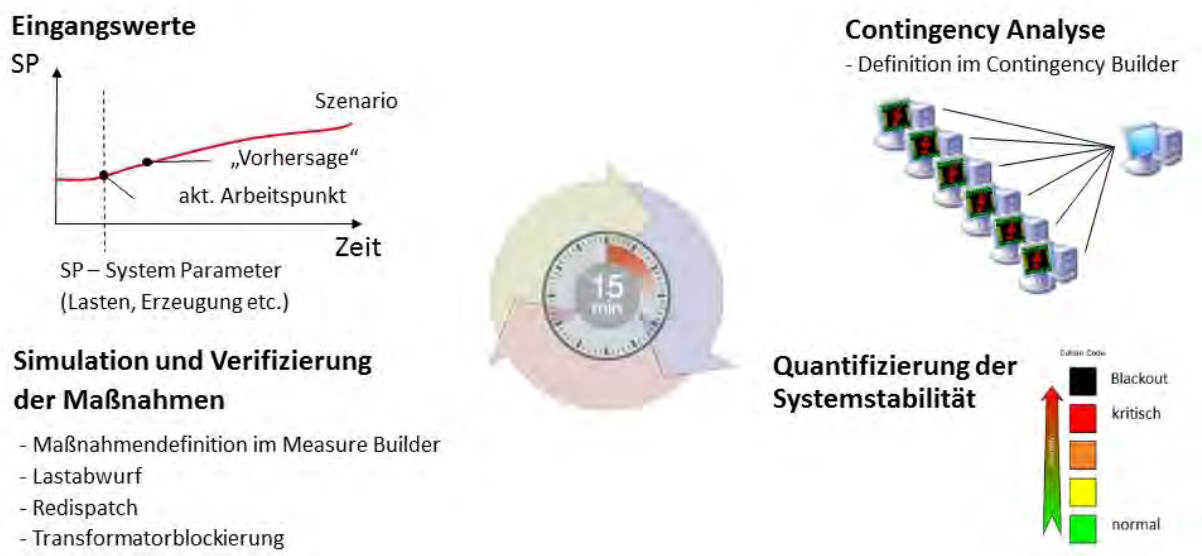 Eingangswerte
SP
Szenario
„Vorhersage“
akt. Arbeitspunkt
Zeit
SP – System Parameter
(Lasten, Erzeugung etc.)
Contingency Analyse
- Definition im Contingency Builder
15
min
Simulation und Verifizierung
der Maßnahmen
- Maßnahmendefinition im Measure Builder
- Lastabwurf
- Redispatch
- Transformatorblockierung
Quantifizierung der
Systemstabilität
Code
Blackout
kritisch
normal